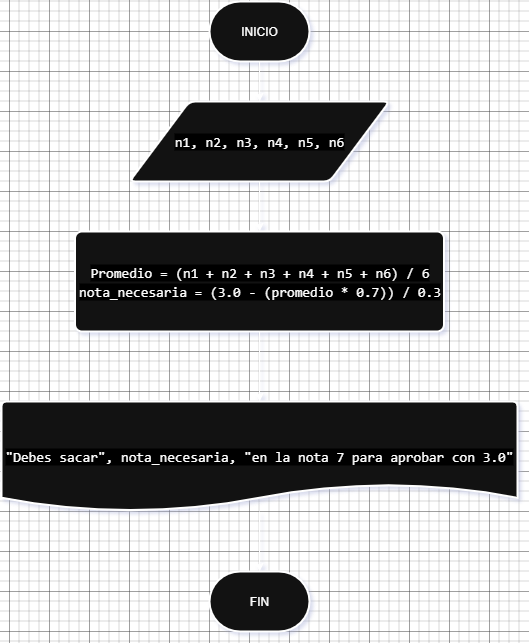 INICIO
n1, n2, n3, n4, n5, n6
Promedio = (n1 + n2 + n3 + n4 + n5 + n6) / 6
nota_necesaria = (3.0 - (promedio * 0.7)) / 0.3
"Debes sacar", nota_necesaria, "en la nota 7 para aprobar con 3.0"
FIN